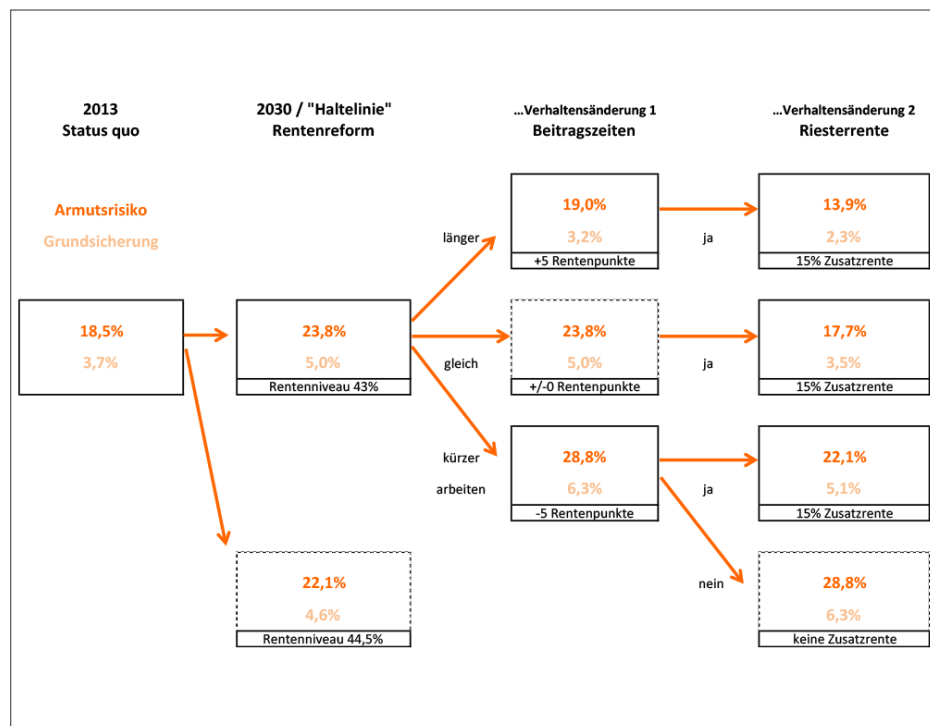 2013
Status quo
2030 / "Haltelinie"
Rentenreform
...Verhaltensänderung 1
Beitragszeiten
...Verhaltensänderung 2
Riesterrente
Armutsrisiko
Grundsicherung
länger
19,0%
3,2%
+5 Rentenpunkte
ja
13,9%
2,3%
15% Zusatzrente
18,5%
3,7%
23,8%
5,0%
Rentenniveau 43%
gleich
23,8%
5,0%
+/-0 Rentenpunkte
ja
17,7%
3,5%
15% Zusatzrente
kürzer
arbeiten
28,8%
6,3%
-5 Rentenpunkte
ja
22,1%
5,1%
15% Zusatzrente
22,1%
4,6%
Rentenniveau 44,5%
nein
28,8%
6,3%
keine Zusatzrente